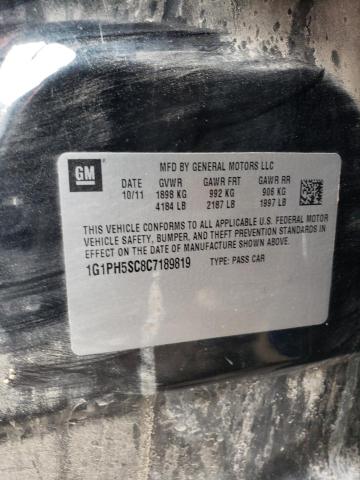 GM
MFD BY GENERAL MOTORS LLC
DATE GVWR GAWR FRT GAWR RR
10/11 1898 KG 992 KG 906 KG
4184 LB 2187 LB 1997 LB
THIS VEHICLE CONFORMS TO ALL APPLICABLE U.S. FEDERAL MOTOR
VEHICLE SAFETY, BUMPER, AND THEFT PREVENTION STANDARDS IN
EFFECT ON THE DATE OF MANUFACTURE SHOWN ABOVE.
1G1PH5SC8C7189819 TYPE: PASS CAR